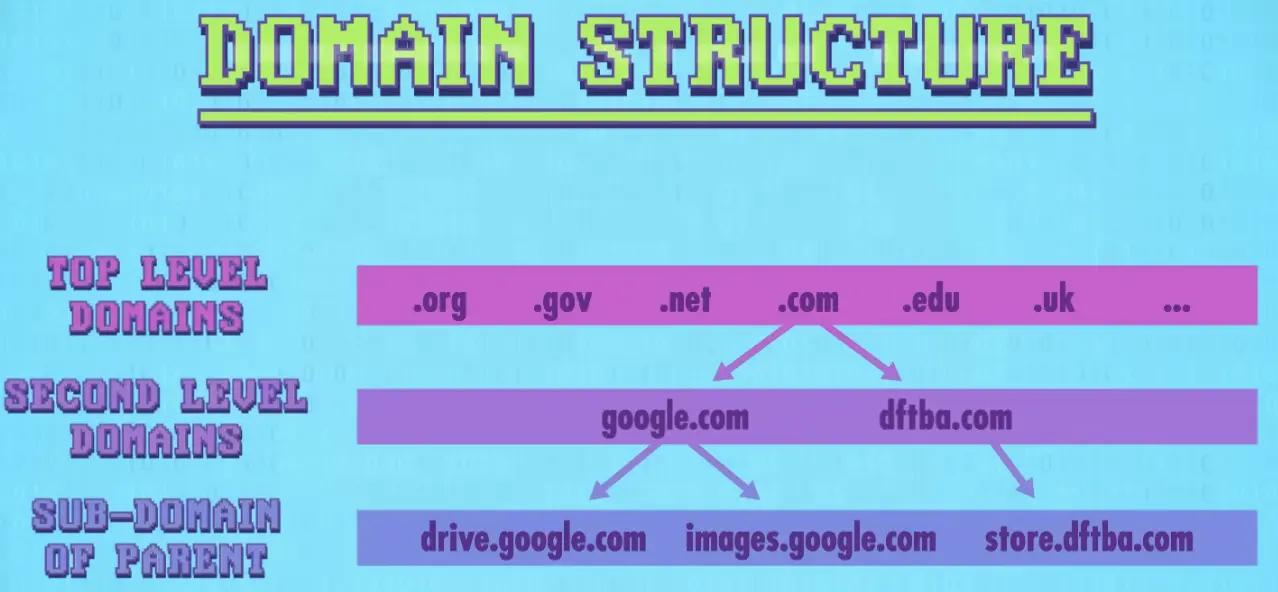 DOMAIN STRUCTURE
TOP LEVEL
DOMAINS
.org .gov .net .com .edu .uk ...
SECOND LEVEL
DOMAINS
google.com dftba.com
SUB-DOMAIN
OF PARENT
drive.google.com images.google.com store.dftba.com